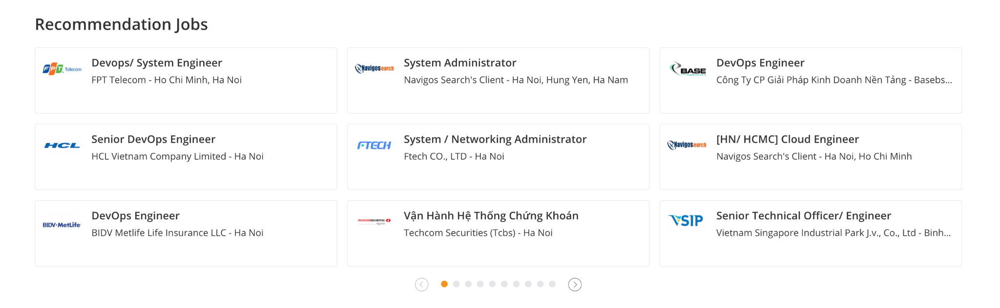 Recommendation Jobs
FPT Telecom
Devops/ System Engineer
FPT Telecom - Ho Chi Minh, Ha Noi
Navigossearch
System Administrator
Navigos Search's Client - Ha Noi, Hung Yen, Ha Nam
BASE
DevOps Engineer
Công Ty CP Giải Pháp Kinh Doanh Nền Tảng - Basebs...
HCL
Senior DevOps Engineer
HCL Vietnam Company Limited - Ha Noi
FTECH
System / Networking Administrator
Ftech CO., LTD - Ha Noi
Navigossearch
[HN/ HCMC] Cloud Engineer
Navigos Search's Client - Ha Noi, Ho Chi Minh
BIDV MetLife
DevOps Engineer
BIDV Metlife Life Insurance LLC - Ha Noi
TECHCOMSECURITIES
Vận Hành Hệ Thống Chứng Khoán
Techcom Securities (Tcbs) - Ha Noi
VSIP
Senior Technical Officer/ Engineer
Vietnam Singapore Industrial Park J.v., Co., Ltd - Binh...